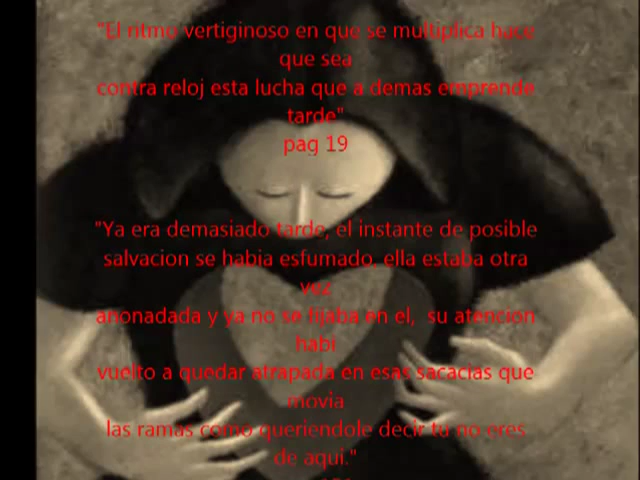 "El ritmo vertiginoso en que se multiplica hace
que sea
contra reloj esta lucha que a demas emprende
tarde"
pag 19
"Ya era demasiado tarde, el instante de posible
salvacion se habia esfumado, ella estaba otra
vez
anonadada y ya no se fijaba en el, su atencion
habi
vuelto a quedar atrapada en esas sacacias que
movia
las ramas como queriendole decir tu no eres
de aqui."